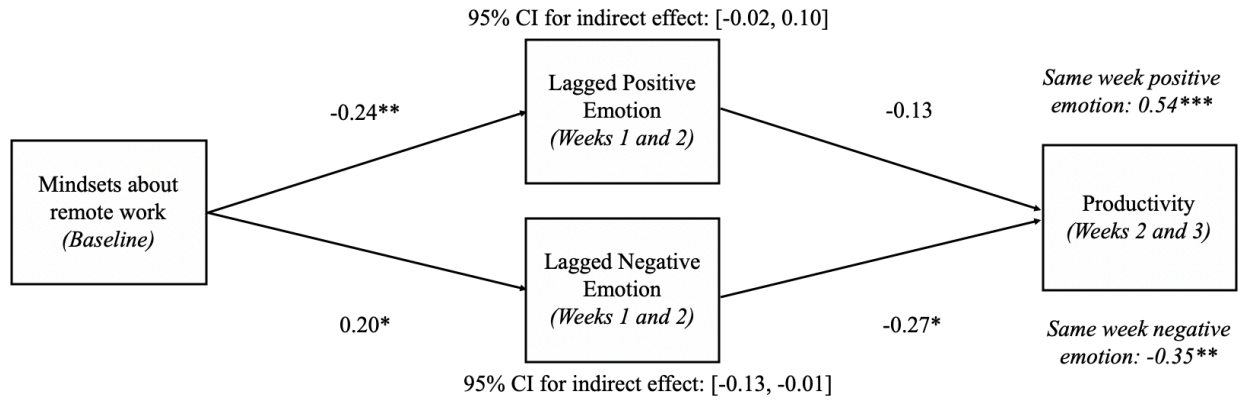 95% CI for indirect effect: [-0.02, 0.10]
Lagged Positive
Emotion
(Weeks 1 and 2)
-0.24**
-0.13
Same week positive
emotion: 0.54***
Mindsets about
remote work
(Baseline)
Productivity
(Weeks 2 and 3)
Lagged Negative
Emotion
(Weeks 1 and 2)
0.20*
-0.27*
Same week negative
emotion: -0.35**
95% CI for indirect effect: [-0.13, -0.01]